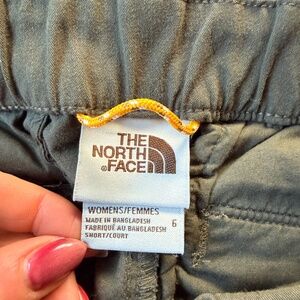 THE
NORTH
®FACE
WOMENS/FEMMES
MADE IN BANGLADESH 6
FABRIQUÉ AU BANGLADESH
SHORT/COURT